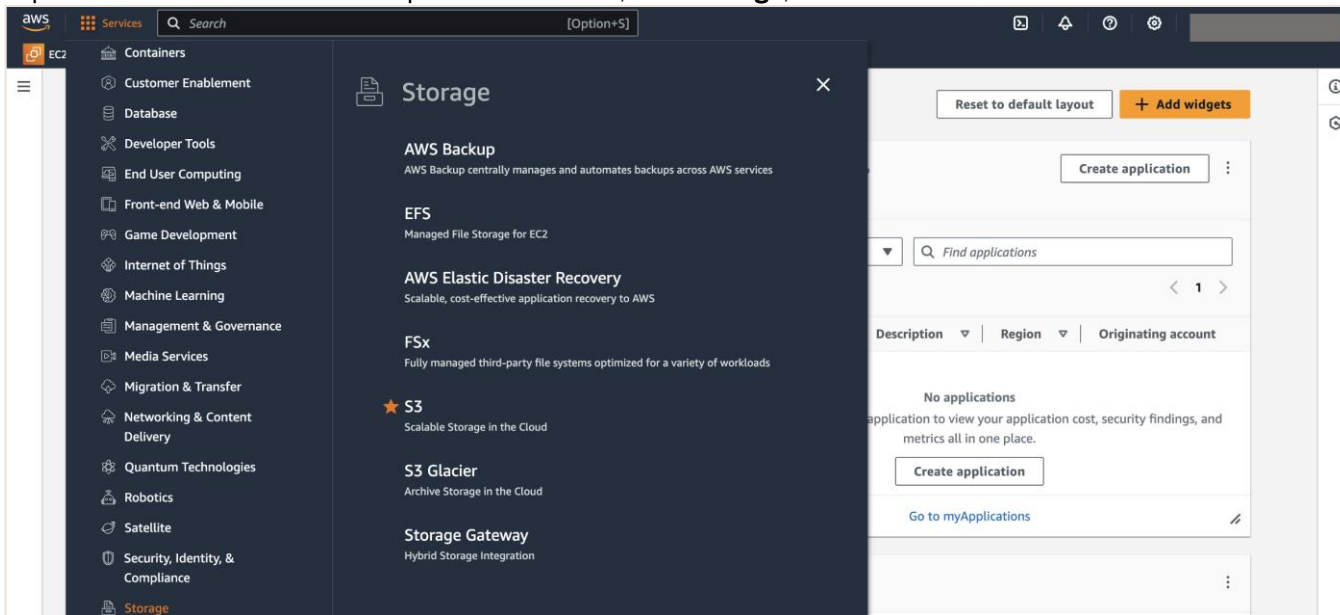 aws
Services
Search
[Option+S]
EC2
Containers
Customer Enablement
Database
Developer Tools
End User Computing
Front-end Web & Mobile
Game Development
Internet of Things
Machine Learning
Management & Governance
Media Services
Migration & Transfer
Networking & Content
Delivery
Quantum Technologies
Robotics
Satellite
Security, Identity, &
Compliance
Storage
Storage
AWS Backup
AWS Backup centrally manages and automates backups across AWS services
EFS
Managed File Storage for EC2
AWS Elastic Disaster Recovery
Scalable, cost-effective application recovery to AWS
FSx
Fully managed third-party file systems optimized for a variety of workloads
S3
Scalable Storage in the Cloud
S3 Glacier
Archive Storage in the Cloud
Storage Gateway
Hybrid Storage Integration
Reset to default layout
+ Add widgets
Create application
Find applications
< 1 >
Description
Region
Originating account
No applications
application to view your application cost, security findings, and
metrics all in one place.
Create application
Go to myApplications